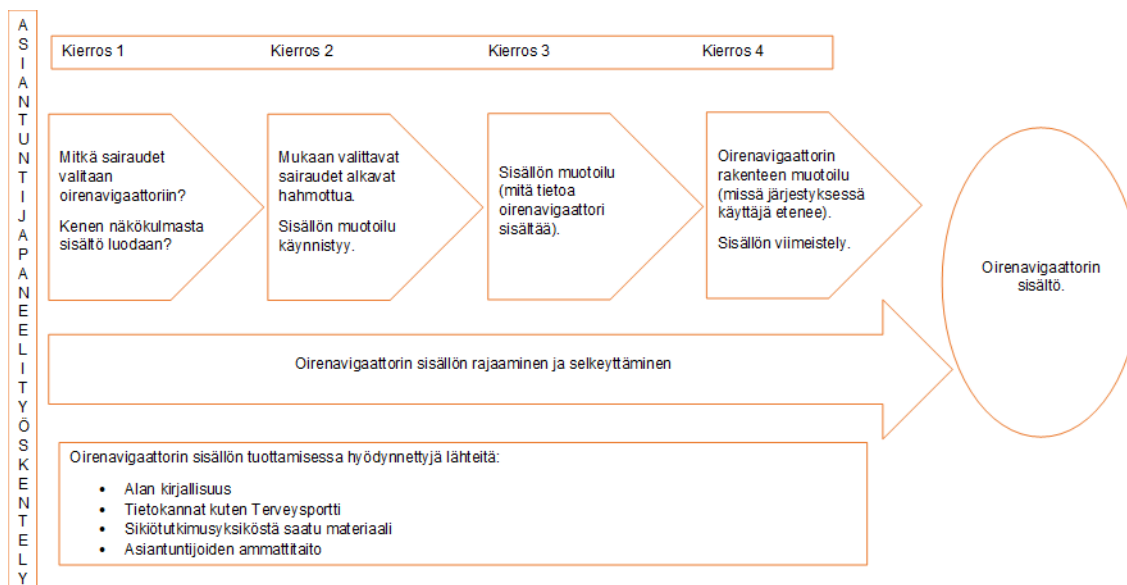 ASIANTUNTIJAPANEELITYÖSKENTELY
Kierros 1
Kierros 2
Kierros 3
Kierros 4
Mitkä sairaudet
valitaan
oirenavigaattoriin?
Kenen näkökulmasta
sisältö luodaan?
Mukaan valittavat
sairaudet alkavat
hahmottua.
Sisällön muotoilu
käynnistyy.
Sisällön muotoilu
(mitä tietoa
oirenavigaattori
sisältää).
Oirenavigaattorin
rakenteen muotoilu
(missä järjestyksessä
käyttäjä etenee).
Sisällön viimeistely.
Oirenavigaattorin
sisältö.
Oirenavigaattorin sisällön rajaaminen ja selkeyttäminen
Oirenavigaattorin sisällön tuottamisessa hyödynnettyjä lähteitä:
• Alan kirjallisuus
• Tietokannat kuten Terveysportti
• Sikiötutkimusyksiköstä saatu materiaali
• Asiantuntijoiden ammattitaito